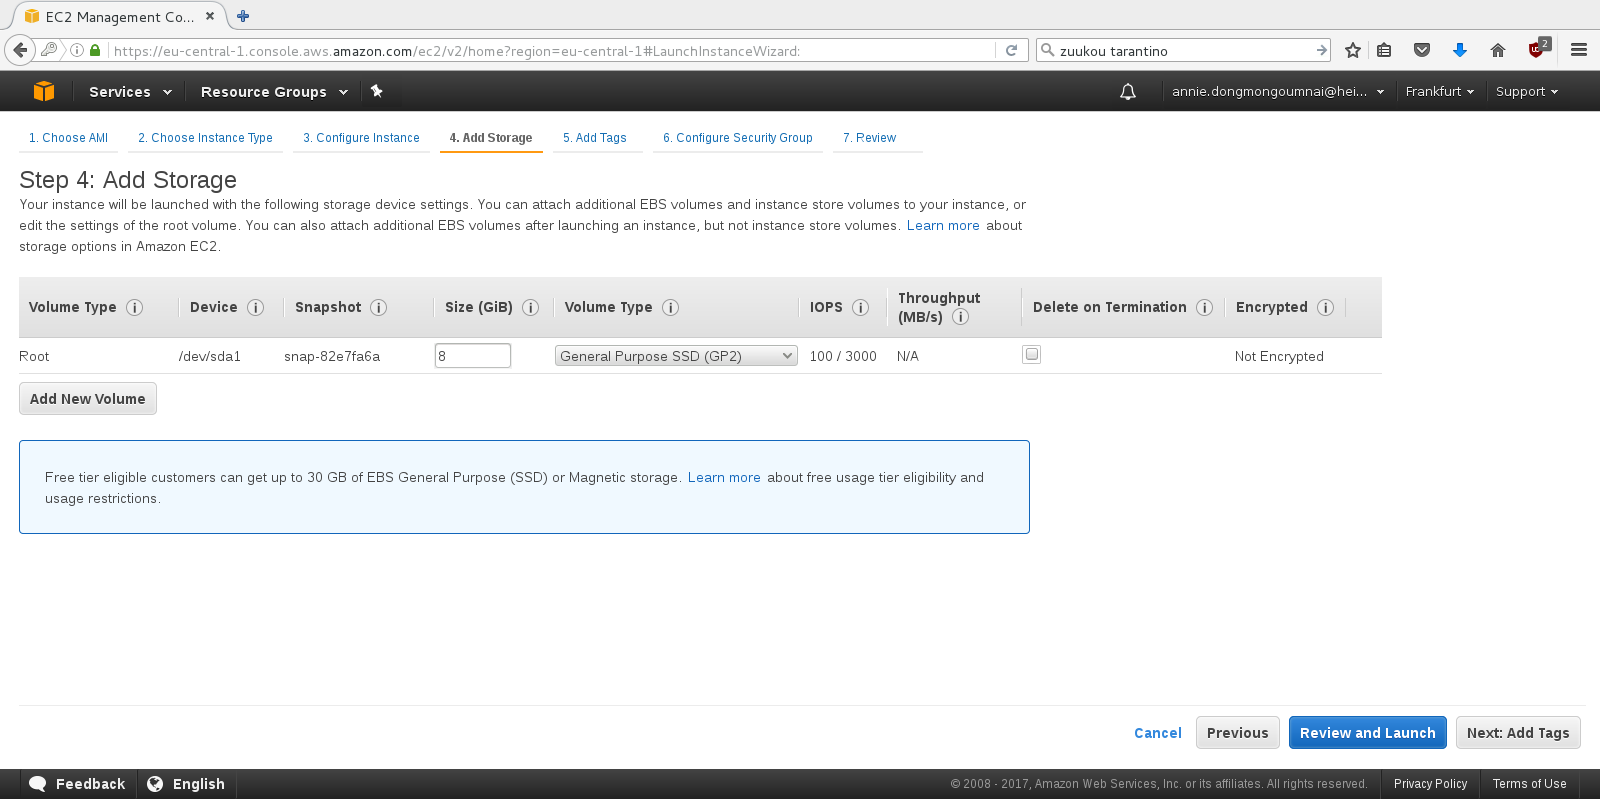 EC2 Management Co...
https://eu-central-1.console.aws.amazon.com/ec2/v2/home?region=eu-central-1#LaunchInstanceWizard:
zuukou tarantino
2
Services
Resource Groups
annie.dongmongoumnai@hei...
Frankfurt
Support
1. Choose AMI
2. Choose Instance Type
3. Configure Instance
4. Add Storage
5. Add Tags
6. Configure Security Group
7. Review
Step 4: Add Storage
Your instance will be launched with the following storage device settings. You can attach additional EBS volumes and instance store volumes to your instance, or
edit the settings of the root volume. You can also attach additional EBS volumes after launching an instance, but not instance store volumes. Learn more about
storage options in Amazon EC2.
Volume Type i Device i Snapshot i Size (GiB) i Volume Type i IOPS i Throughput
(MB/s) i Delete on Termination i Encrypted i
Root /dev/sda1 snap-82e7fa6a 8 General Purpose SSD (GP2) 100 / 3000 N/A Not Encrypted
Add New Volume
Free tier eligible customers can get up to 30 GB of EBS General Purpose (SSD) or Magnetic storage. Learn more about free usage tier eligibility and
usage restrictions.
Cancel
Previous
Review and Launch
Next: Add Tags
Feedback
English
© 2008 - 2017, Amazon Web Services, Inc. or its affiliates. All rights reserved.
Privacy Policy
Terms of Use